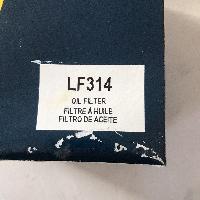 LF314
OIL FILTER
FILTRE À HUILE
FILTRO DE ACEITE